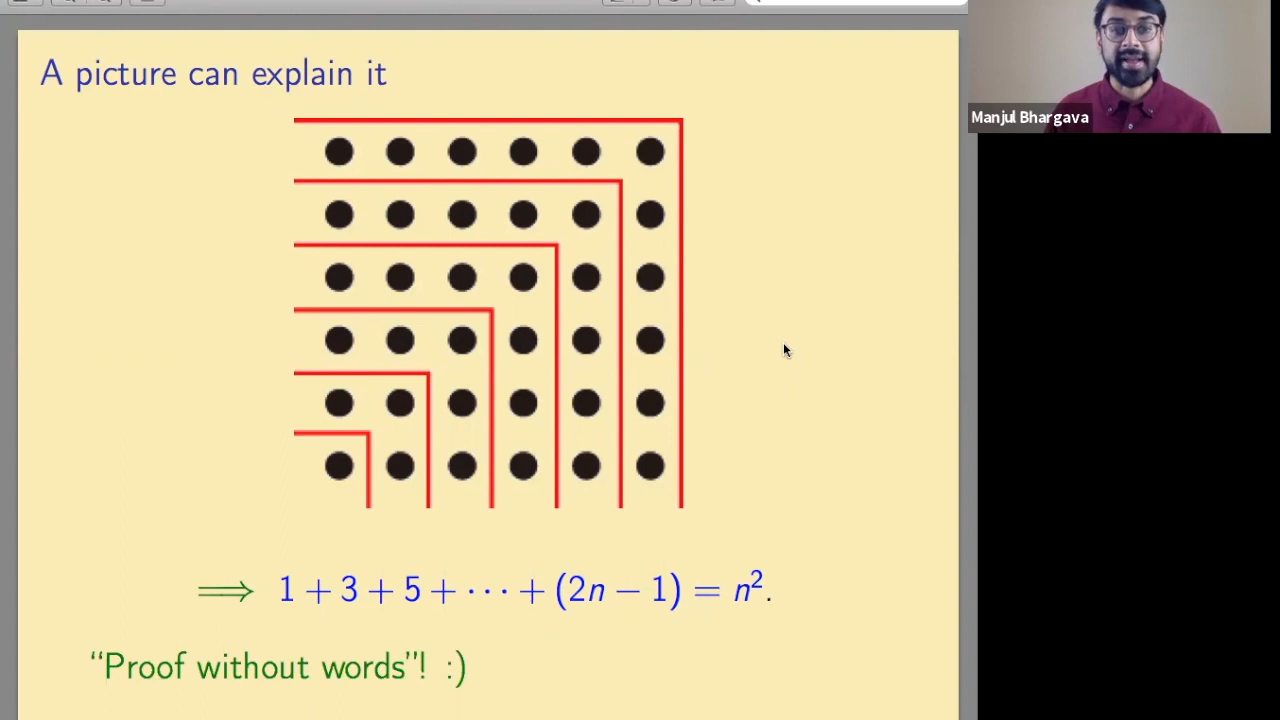 A picture can explain it
Manjul Bhargava
⟹ 1 + 3 + 5 + ⋯ + (2n − 1) = n².
“Proof without words”! :)